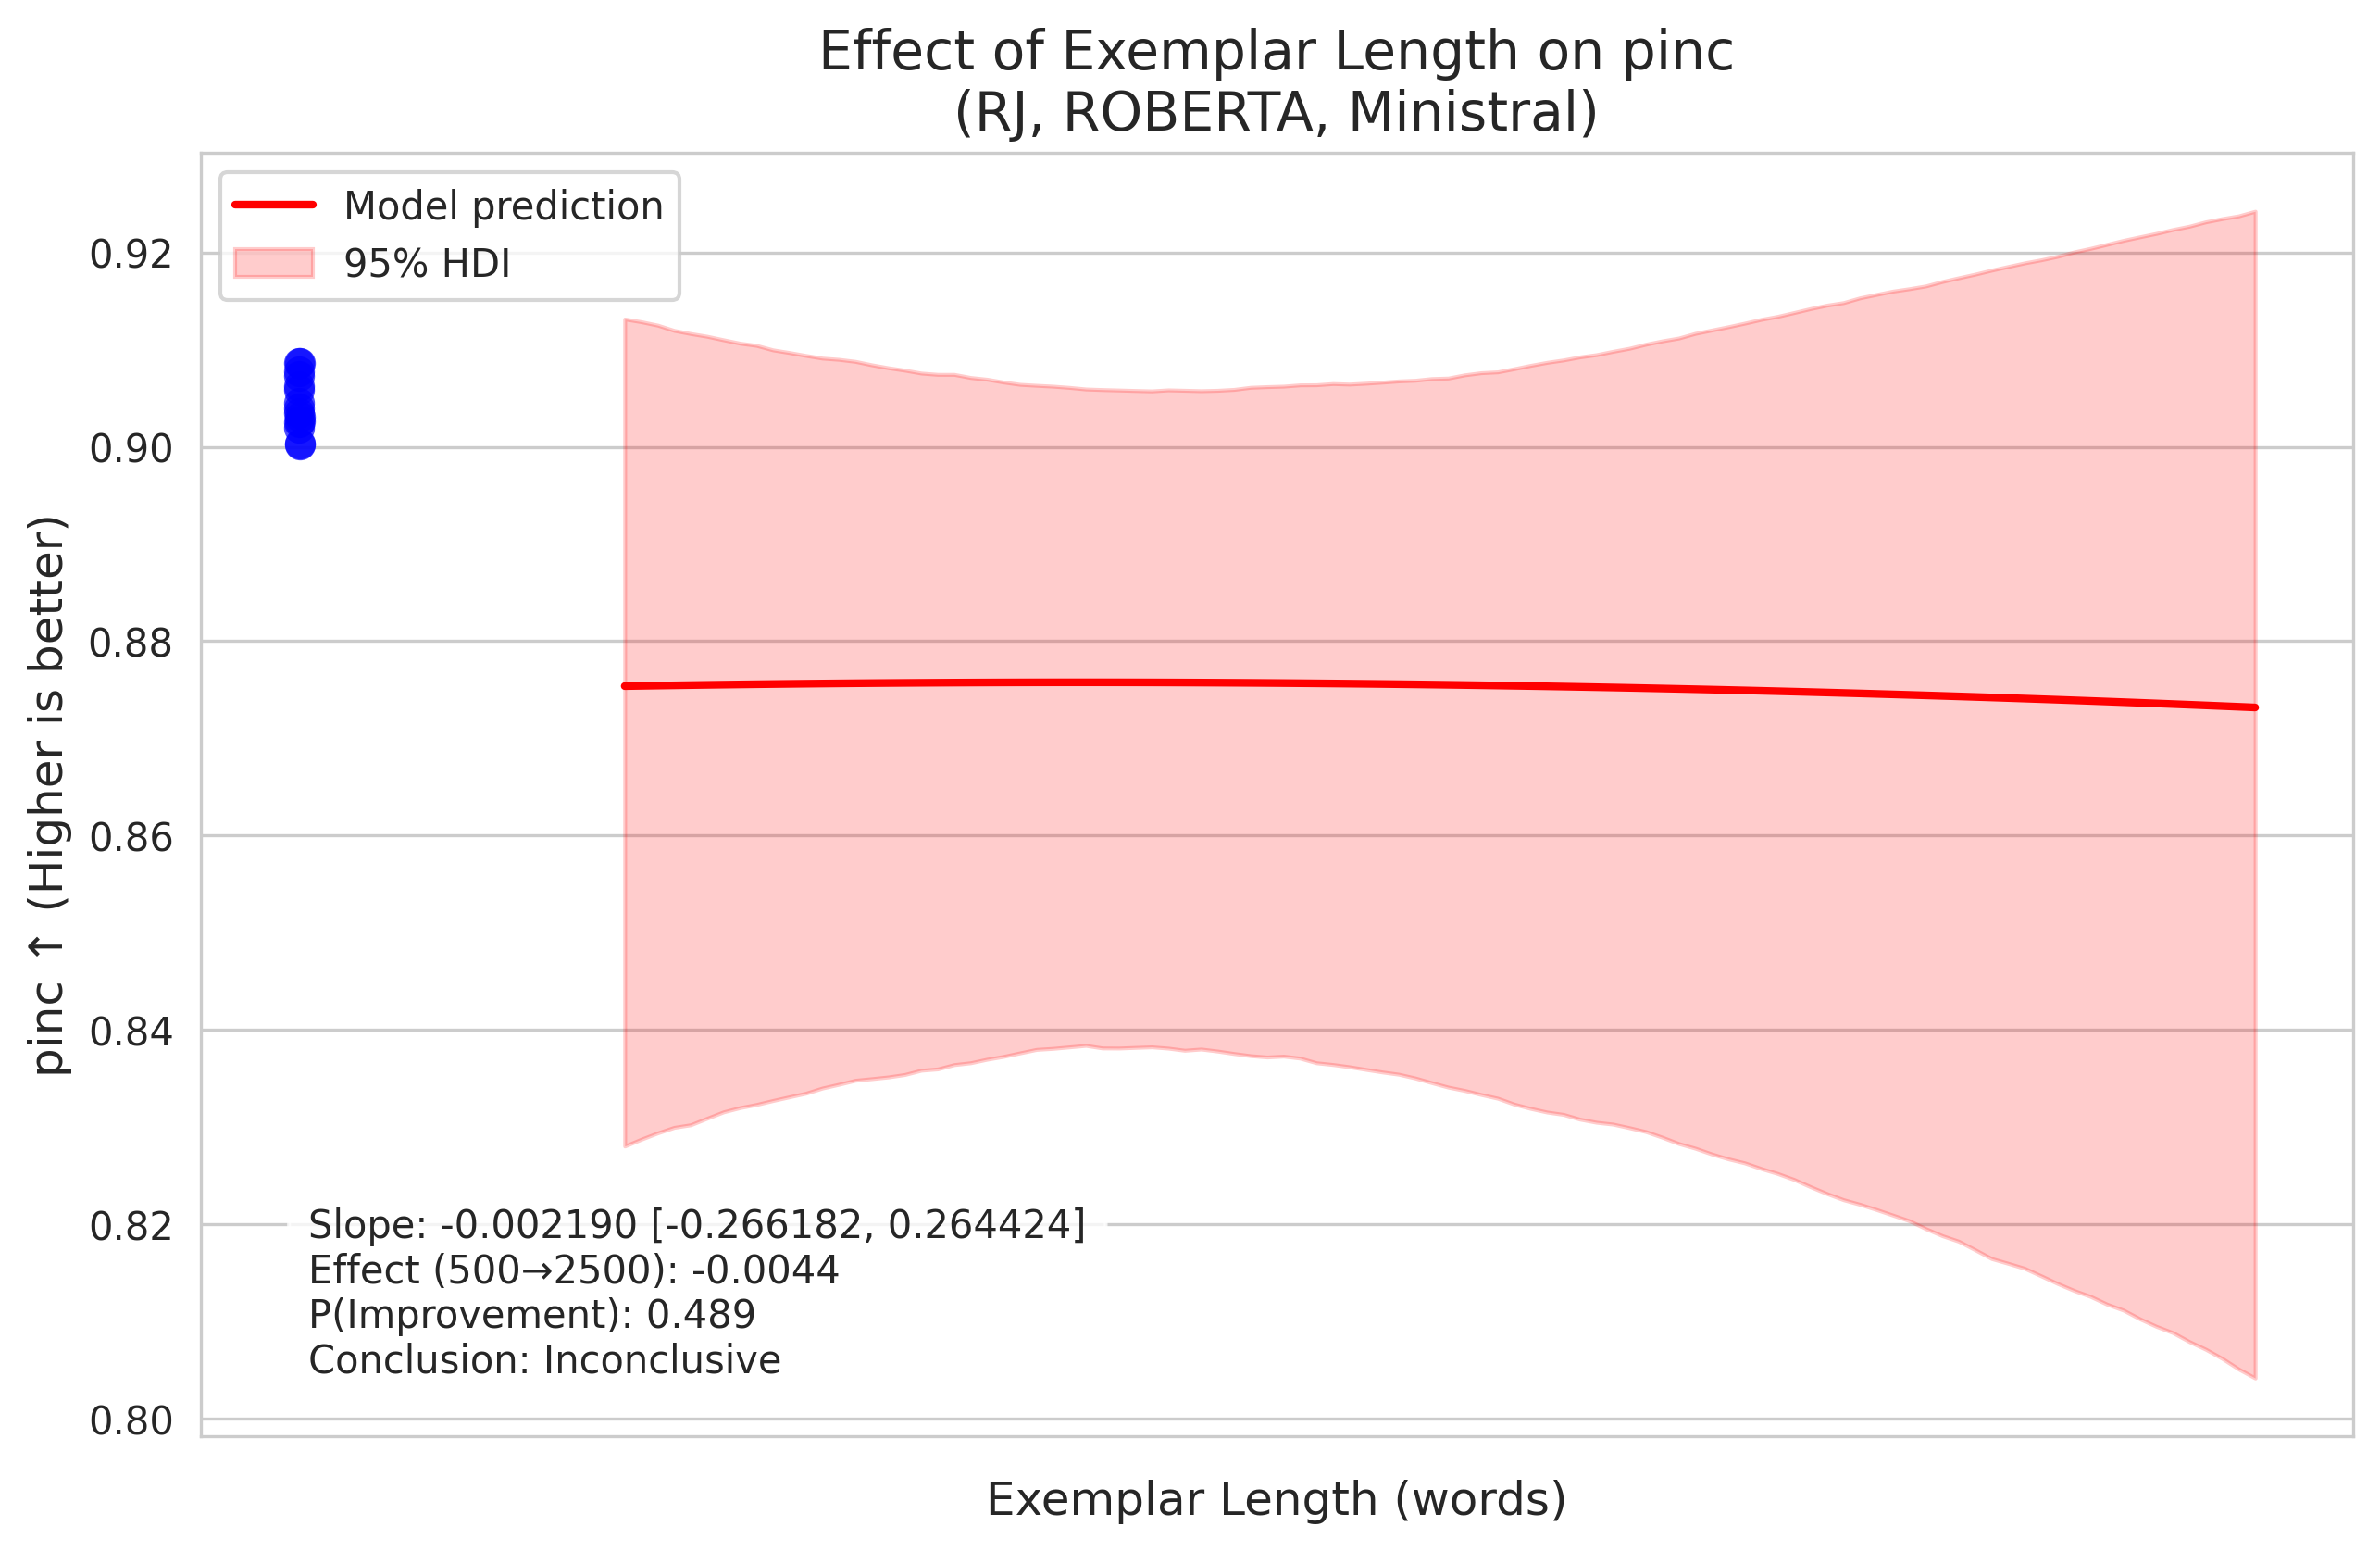 Effect of Exemplar Length on pinc
(RJ, ROBERTA, Ministral)
Model prediction
95% HDI
0.92
0.90
0.88
0.86
0.84
0.82
0.80
pinc ↑ (Higher is better)
Slope: -0.002190 [-0.266182, 0.264424]
Effect (500→2500): -0.0044
P(Improvement): 0.489
Conclusion: Inconclusive
Exemplar Length (words)